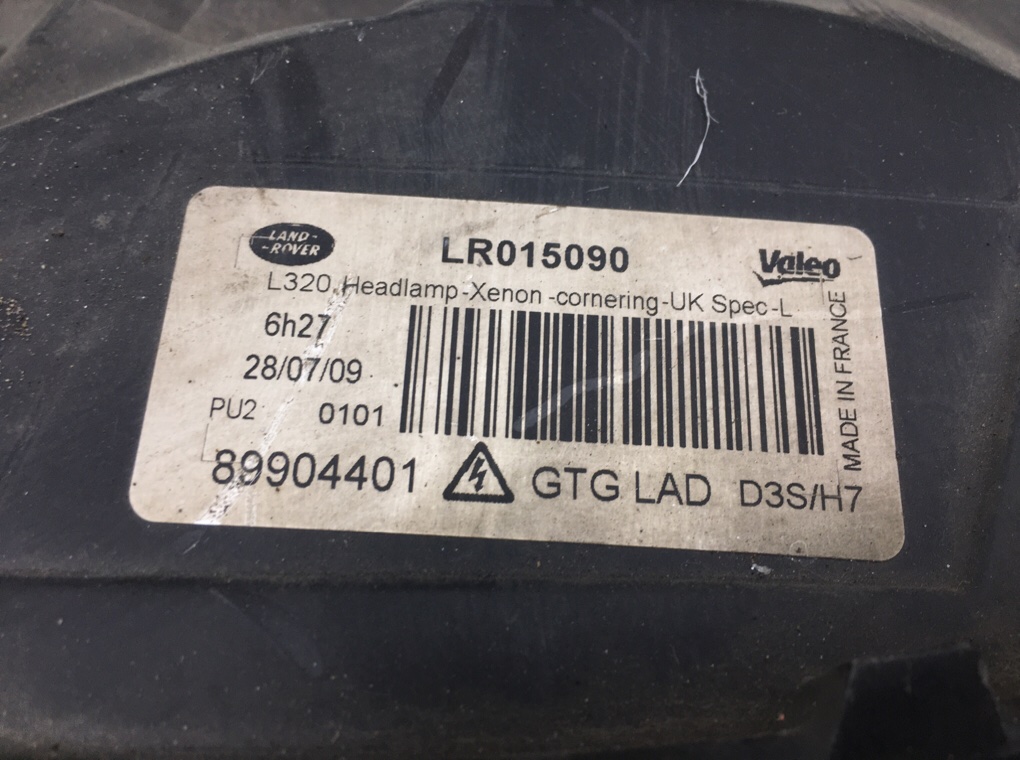 LAND-
-ROVER
LR015090
Valeo
L320 Headlamp-Xenon -cornering-UK Spec-L
6h27
28/07/09
PU2 0101
MADE IN FRANCE
89904401 GTG LAD D3S/H7